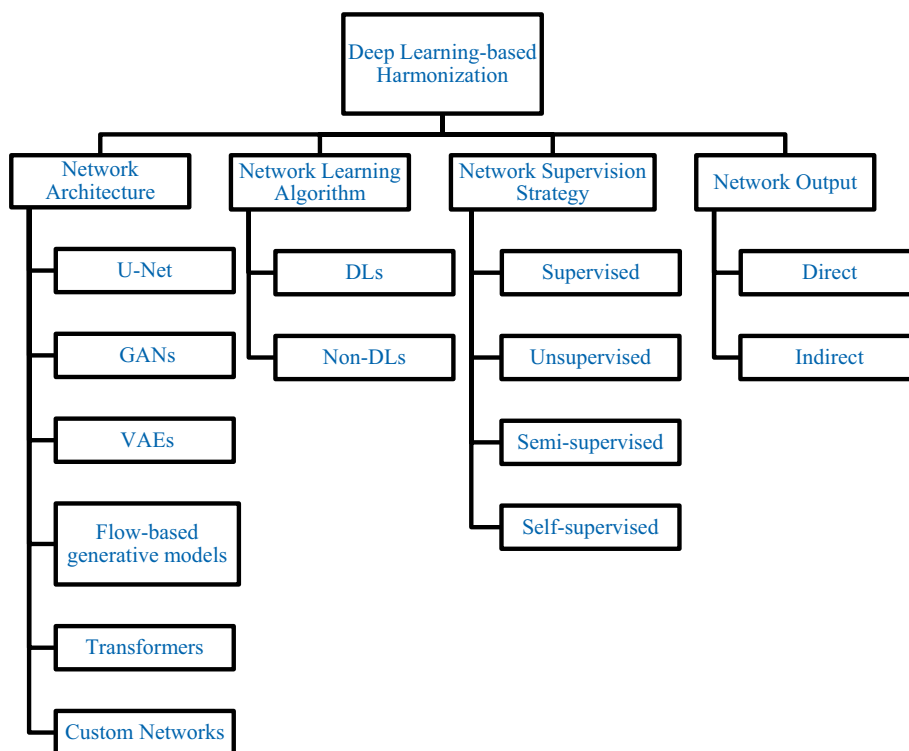 Deep Learning-based
Harmonization
Network
Architecture
U-Net
GANs
VAEs
Flow-based
generative models
Transformers
Custom Networks
Network Learning
Algorithm
DLs
Non-DLs
Network Supervision
Strategy
Supervised
Unsupervised
Semi-supervised
Self-supervised
Network Output
Direct
Indirect